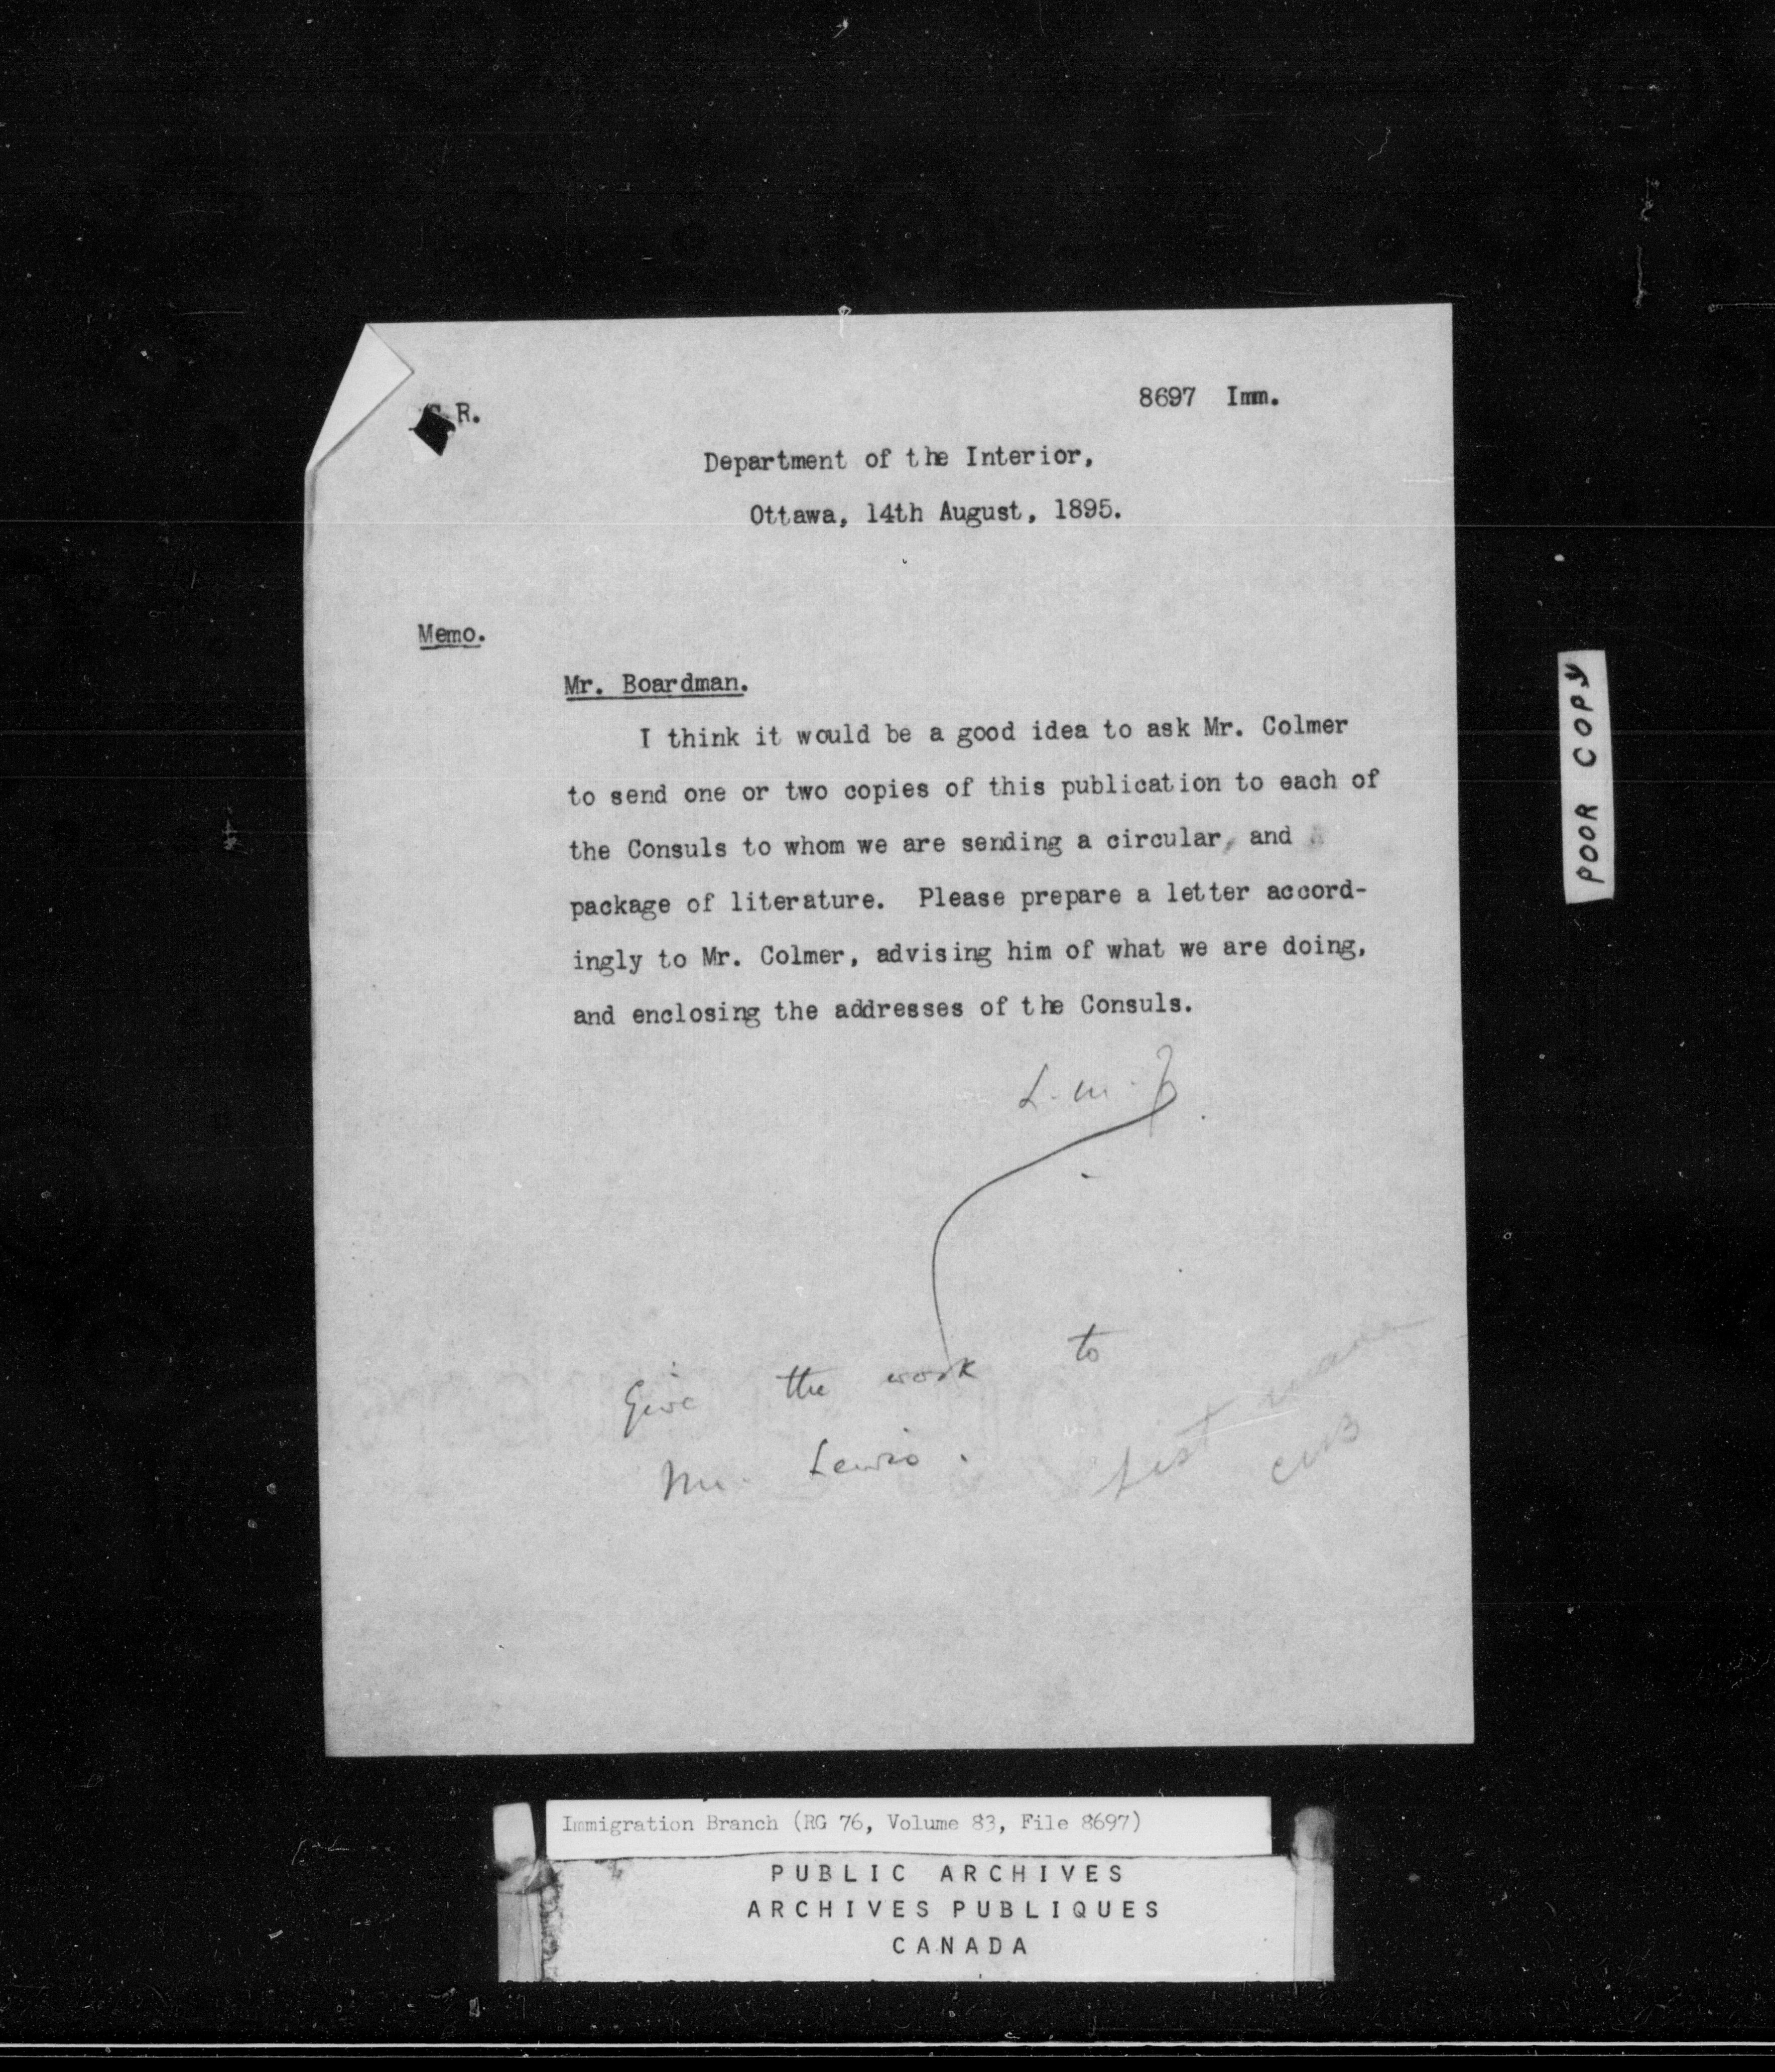 R.
8697 Imm.
Department of the Interior,
Ottawa, 14th August, 1895.
Memo.
Mr. Boardman.
I think it would be a good idea to ask Mr. Colmer
to send one or two copies of this publication to each of
the Consuls to whom we are sending a circular, and
package of literature. Please prepare a letter accord-
ingly to Mr. Colmer, advising him of what we are doing,
and enclosing the addresses of the Consuls.
L. M.
Give the work to
Mr. Lewis.
list
POOR COPY
Immigration Branch (RG 76, Volume 83, File 8697)
PUBLIC ARCHIVES
ARCHIVES PUBLIQUES
CANADA